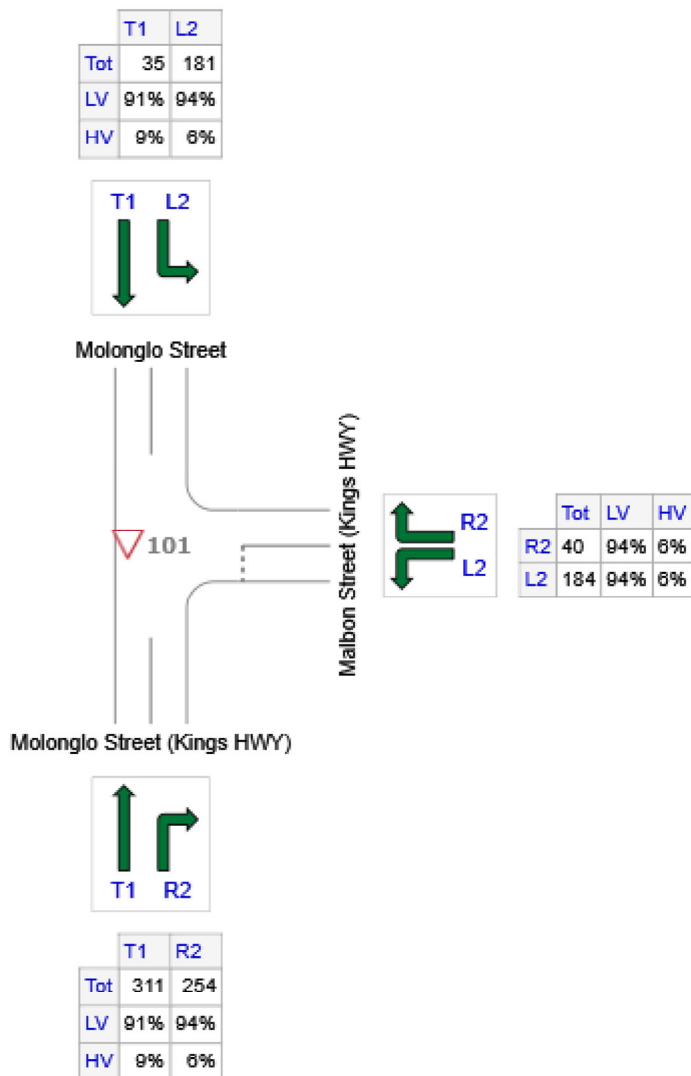 T1 L2
Tot 35 181
LV 91% 94%
HV 9% 6%
T1 L2
Molonglo Street
101
Malbon Street (Kings HWY)
R2
L2
Tot LV HV
R2 40 94% 6%
L2 184 94% 6%
Molonglo Street (Kings HWY)
T1 R2
T1 R2
Tot 311 254
LV 91% 94%
HV 9% 6%